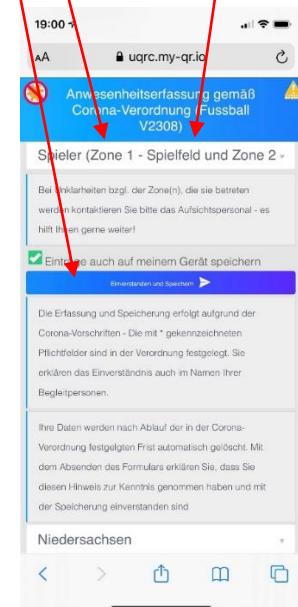 19:00
AA uqrc.my-qr.io
Anwesenheitserfassung gemäß
Corona-Verordnung (Fussball
V2308)
Spieler (Zone 1 - Spielfeld und Zone 2
Bei Unklarheiten bzgl. der Zone(n), die sie betreten
werden kontaktieren Sie bitte das Aufsichtspersonal - es
hilft Ihnen gerne weiter!
Einträge auch auf meinem Gerät speichern
Einverstanden und Speichern
Die Erfassung und Speicherung erfolgt aufgrund der
Corona-Vorschriften - Die mit * gekennzeichneten
Pflichtfelder sind in der Verordnung festgelegt. Sie
erklären das Einverständnis auch im Namen Ihrer
Begleitpersonen.
Ihre Daten werden nach Ablauf der in der Corona-
Verordnung festgelgten Frist automatisch gelöscht. Mit
dem Absenden des Formulars erklären Sie, dass Sie
diesen Hinweis zur Kenntnis genommen haben und mit
der Speicherung einverstanden sind
Niedersachsen